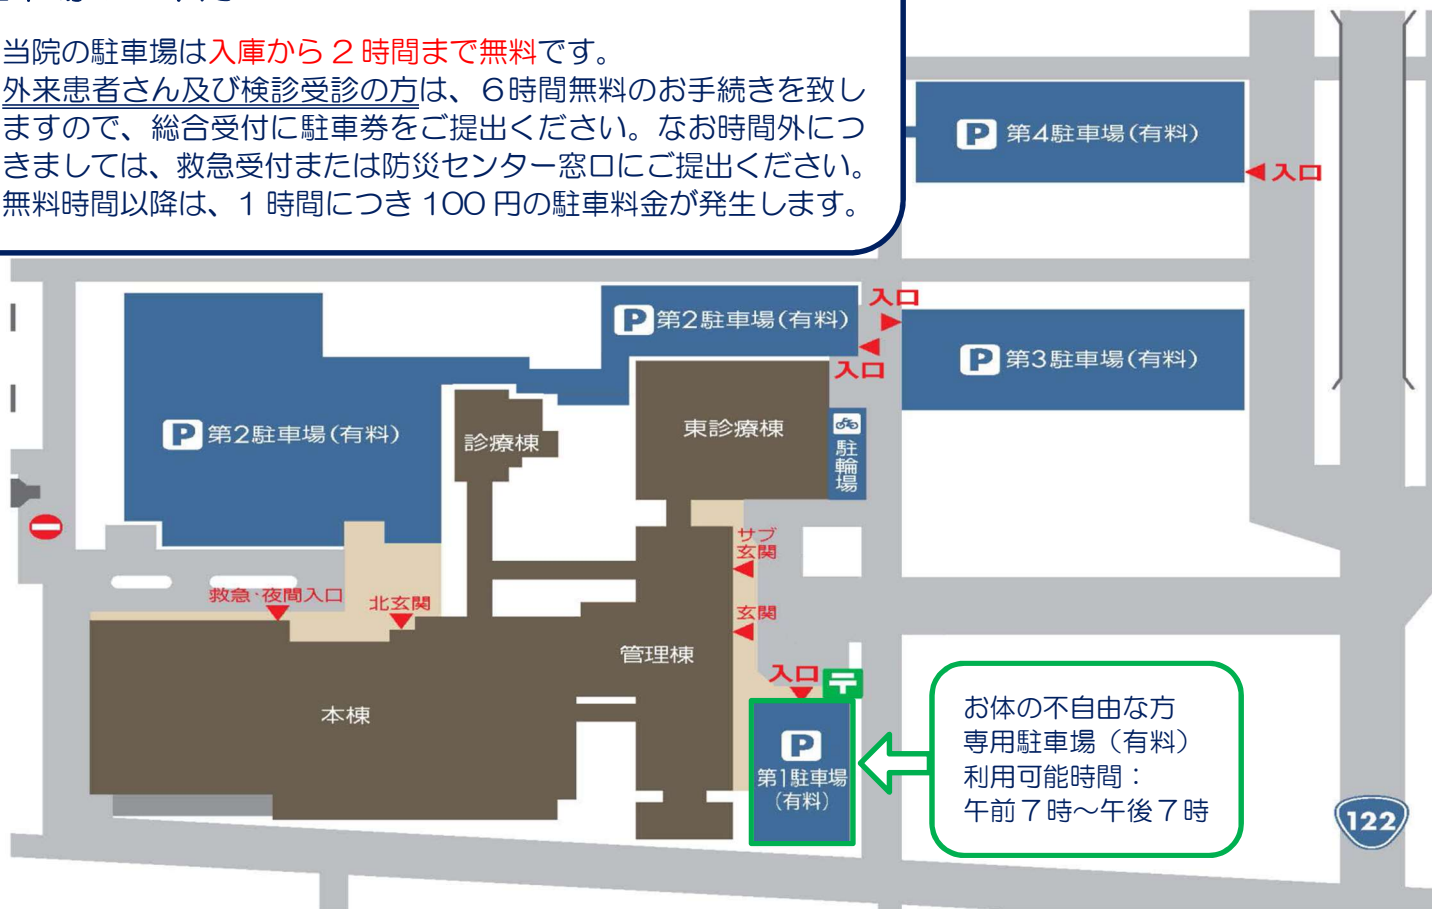 当院の駐車場は入庫から2時間まで無料です。
外来患者さん及び検診受診の方は、6時間無料のお手続きを致し
ますので、総合受付に駐車券をご提出ください。なお時間外につ
きましては、救急受付または防災センター窓口にご提出ください。
無料時間以降は、1時間につき100円の駐車料金が発生します。
P 第4駐車場(有料)
入口
入口
P 第2駐車場(有料)
入口
P 第3駐車場(有料)
P 第2駐車場(有料)
診療棟
東診療棟
駐輪場
サブ
玄関
救急・夜間入口
北玄関
玄関
管理棟
入口
〒
本棟
P
第1駐車場
(有料)
お体の不自由な方
専用駐車場（有料）
利用可能時間：
午前7時～午後7時
122